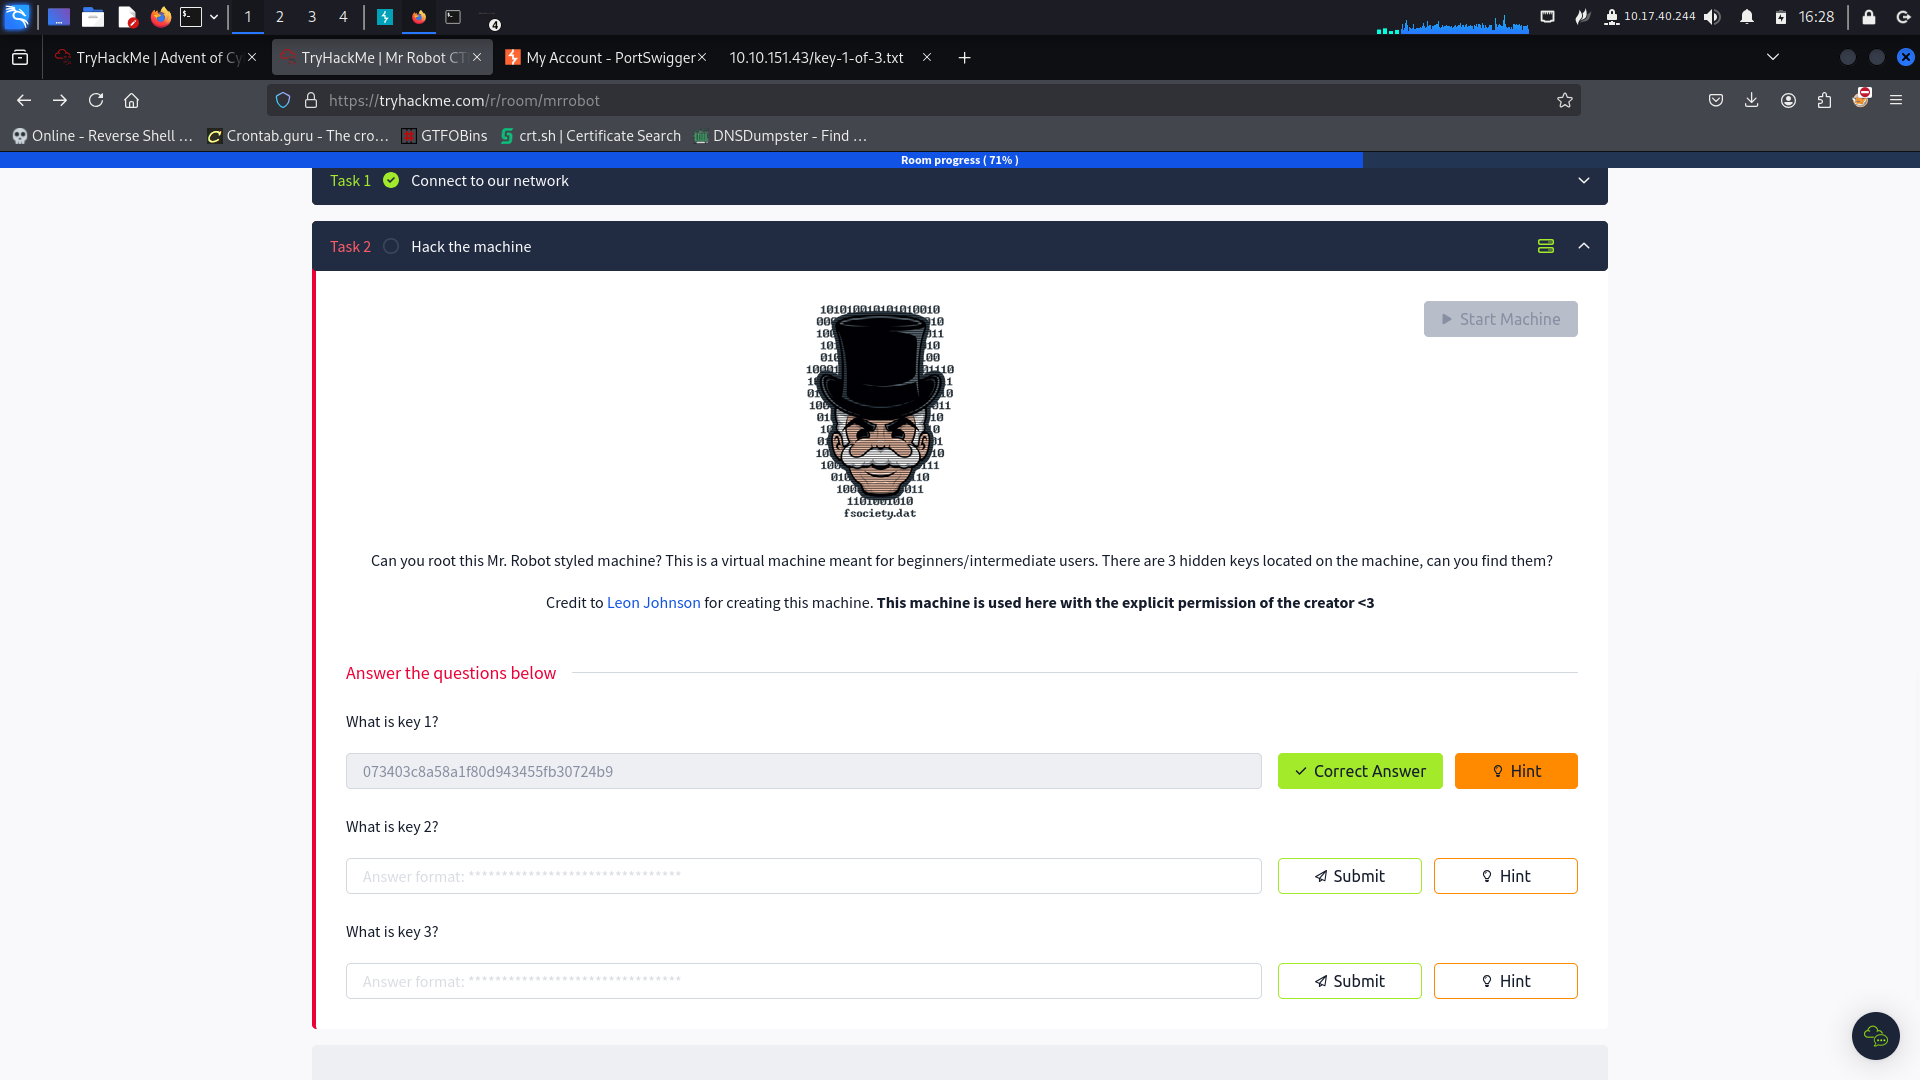 1 2 3 4
4
10.17.40.244
16:28
TryHackMe | Advent of Cy
TryHackMe | Mr Robot CT
My Account - PortSwigger
10.10.151.43/key-1-of-3.txt
https://tryhackme.com/r/room/mrrobot
Online - Reverse Shell …
Crontab.guru - The cro…
GTFOBins
crt.sh | Certificate Search
DNSDumpster - Find …
Room progress ( 71% )
Task 1 Connect to our network
Task 2 Hack the machine
Start Machine
fsociety.dat
Can you root this Mr. Robot styled machine? This is a virtual machine meant for beginners/intermediate users. There are 3 hidden keys located on the machine, can you find them?
Credit to Leon Johnson for creating this machine. This machine is used here with the explicit permission of the creator <3
Answer the questions below
What is key 1?
073403c8a58a1f80d943455fb30724b9
Correct Answer
Hint
What is key 2?
Answer format: ********************************
Submit
Hint
What is key 3?
Answer format: ********************************
Submit
Hint